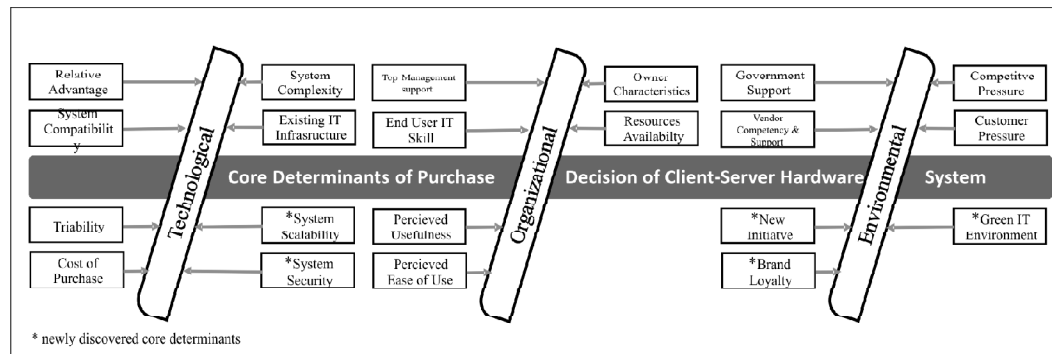 Relative
Advantage
System
Complexity
Top Management
support
Owner
Characteristics
Government
Support
Competitve
Pressure
System
Compatibilit
y
Existing IT
Infrasructure
End User IT
Skill
Resources
Availabilty
Vendor
Competency &
Support
Customer
Pressure
Technological
Organizational
Environmental
Core Determinants of Purchase Decision of Client-Server Hardware System
Triability
*System
Scalability
Percieved
Usefulness
*New
Initiatve
*Green IT
Environment
Cost of
Purchase
*System
Security
Percieved
Ease of Use
*Brand
Loyalty
* newly discovered core determinants